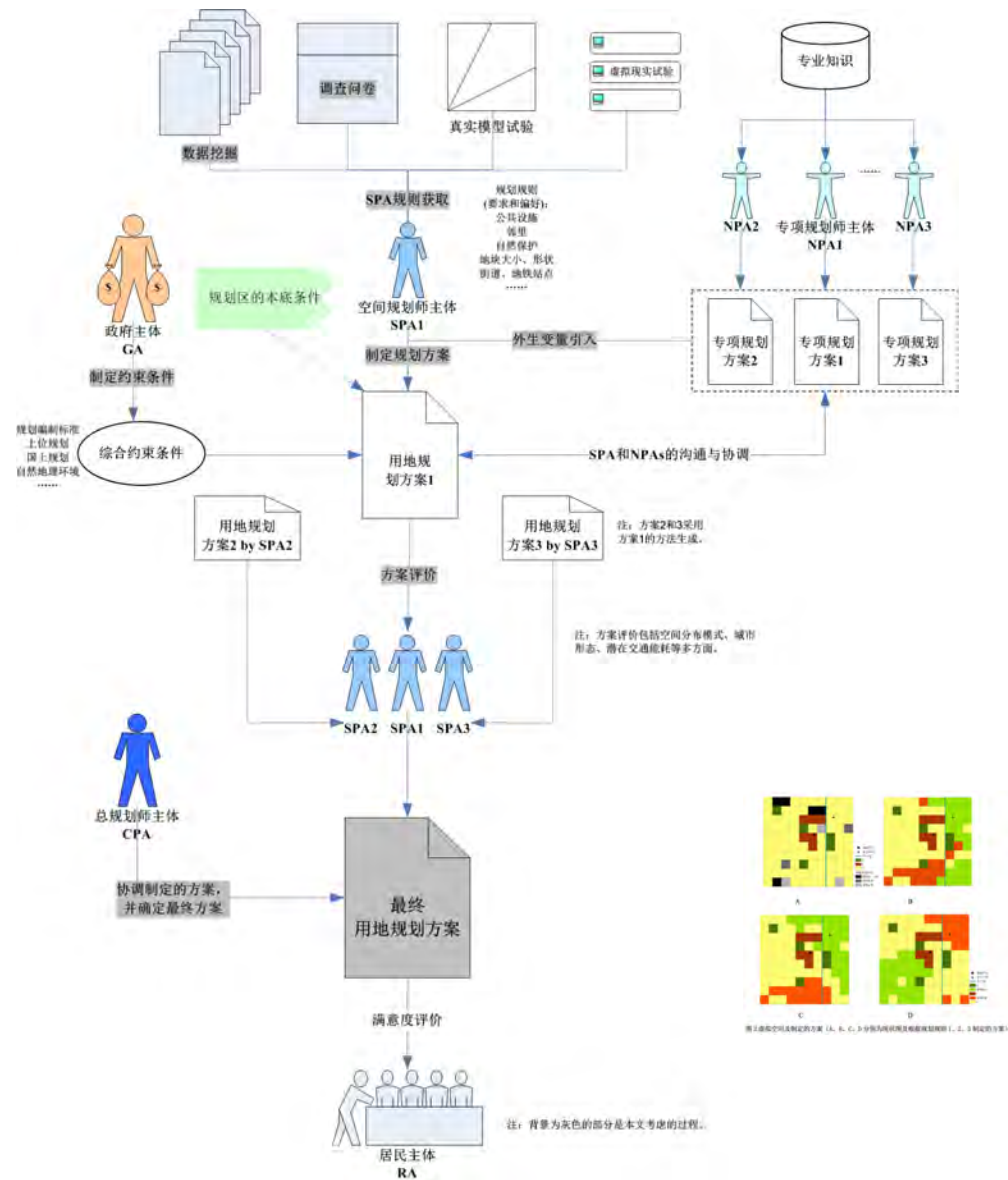 调查问卷
虚拟现实试验
专业知识
数据挖掘
真实模型试验
SPA规则获取
规划规则
(要求和偏好):
公共设施
邻里
自然保护
地块大小、形状
街道、地铁站点
……
……
NPA2
专项规划师主体
NPA1
NPA3
规划区的本底条件
空间规划师主体
SPA1
政府主体
GA
制定规划方案
外生变量引入
专项规划
方案2
专项规划
方案1
专项规划
方案3
制定约束条件
规划编制标准
上位规划
国土规划
自然地理环境
……
综合约束条件
用地规
划方案1
SPA和NPAs的沟通与协调
用地规划
方案2 by SPA2
用地规划
方案3 by SPA3
注：方案2和3采用
方案1的方法生成。
方案评价
注：方案评价包括空间分布模式、城市
形态、潜在交通能耗等多方面。
SPA2
SPA1
SPA3
总规划师主体
CPA
协调制定的方案，
并确定最终方案
最终
用地规划方案
A
B
C
D
满意度评价
注：背景为灰色的部分是本文考虑的过程。
居民主体
RA